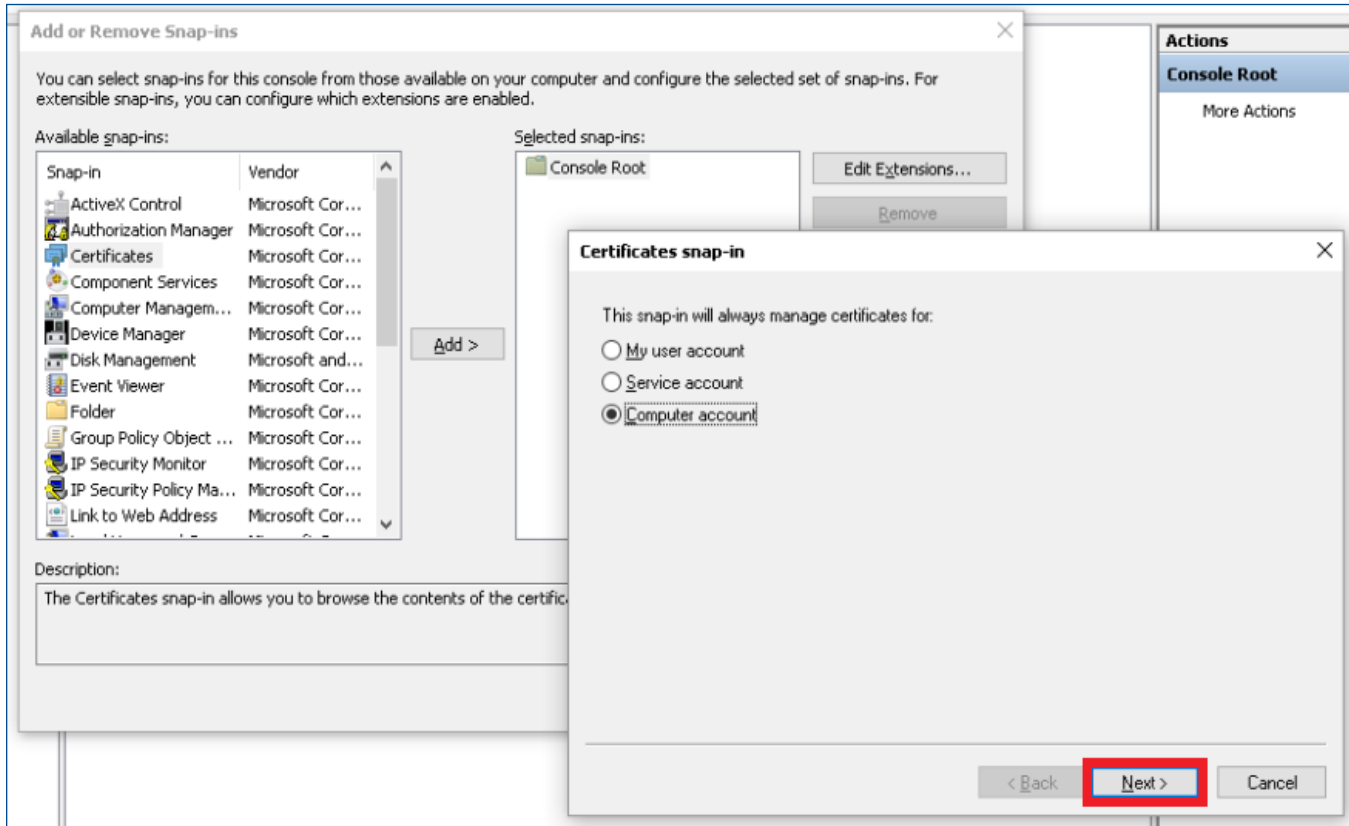 Add or Remove Snap-ins
You can select snap-ins for this console from those available on your computer and configure the selected set of snap-ins. For
extensible snap-ins, you can configure which extensions are enabled.
Available snap-ins:
Snap-in Vendor
ActiveX Control Microsoft Cor...
Authorization Manager Microsoft Cor...
Certificates Microsoft Cor...
Component Services Microsoft Cor...
Computer Managem... Microsoft Cor...
Device Manager Microsoft Cor...
Disk Management Microsoft and...
Event Viewer Microsoft Cor...
Folder Microsoft Cor...
Group Policy Object ... Microsoft Cor...
IP Security Monitor Microsoft Cor...
IP Security Policy Ma... Microsoft Cor...
Link to Web Address Microsoft Cor...
Add >
Selected snap-ins:
Console Root
Edit Extensions...
Remove
Description:
The Certificates snap-in allows you to browse the contents of the
Certificates snap-in
This snap-in will always manage certificates for:
My user account
Service account
Computer account
< Back
Next >
Cancel
Actions
Console Root
More Actions